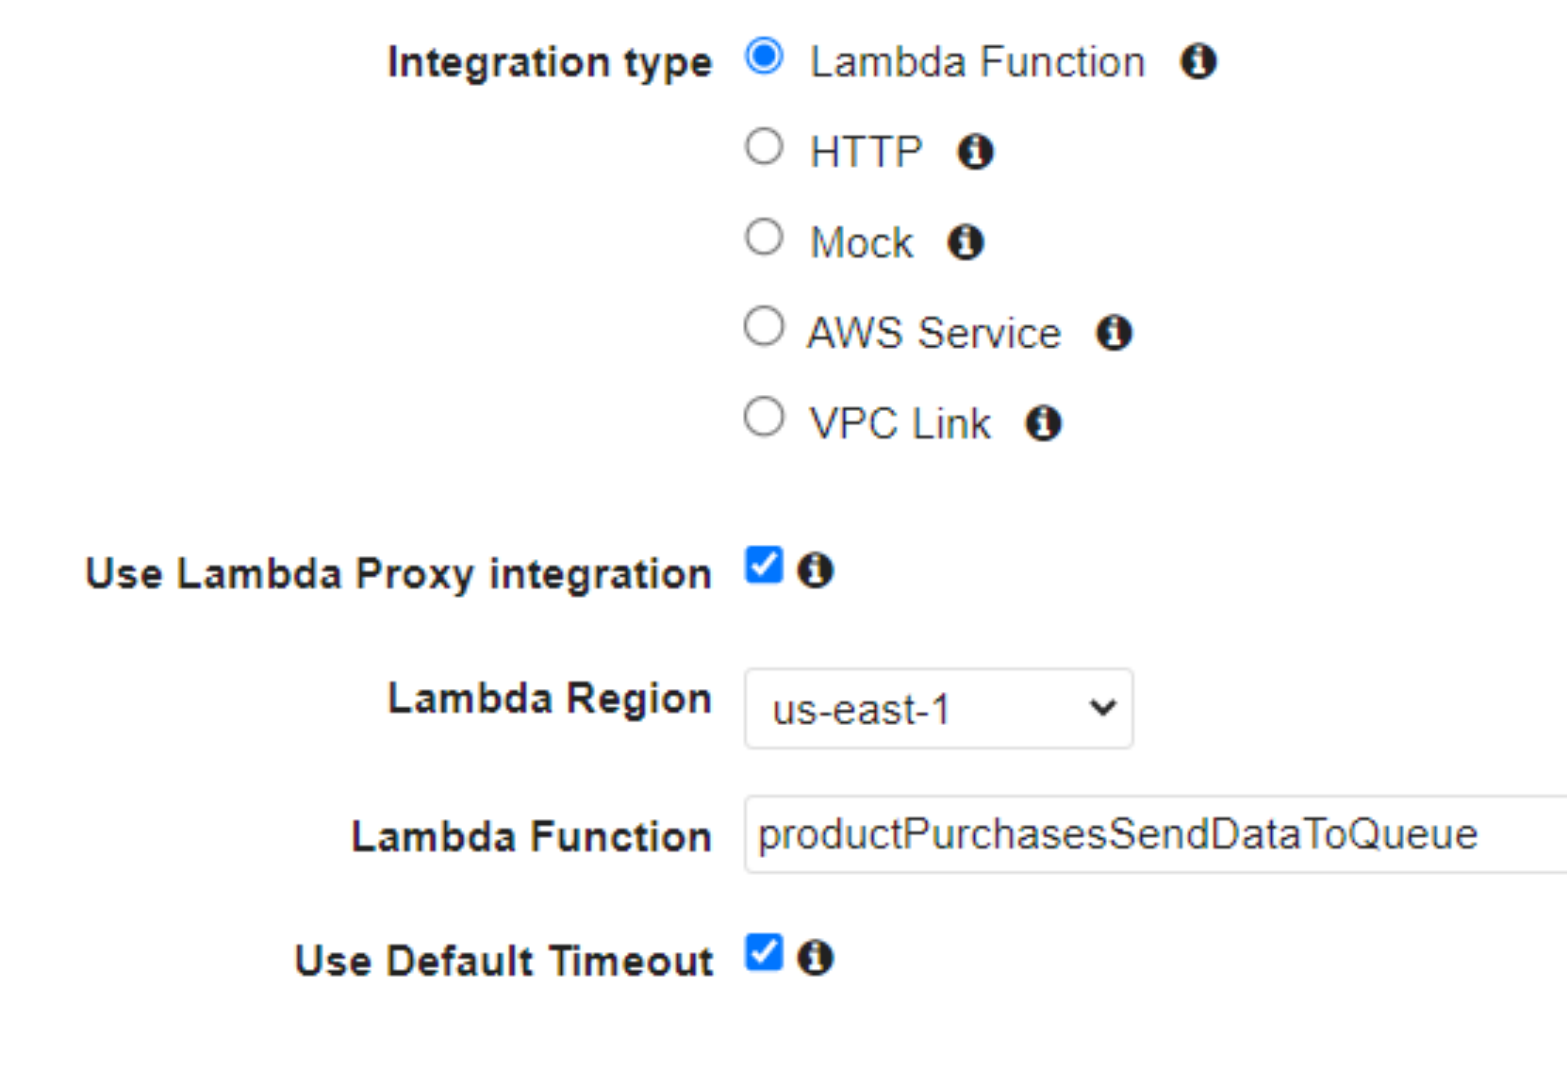 Integration type Lambda Function
HTTP
Mock
AWS Service
VPC Link
Use Lambda Proxy integration
Lambda Region us-east-1
Lambda Function productPurchasesSendDataToQueue
Use Default Timeout